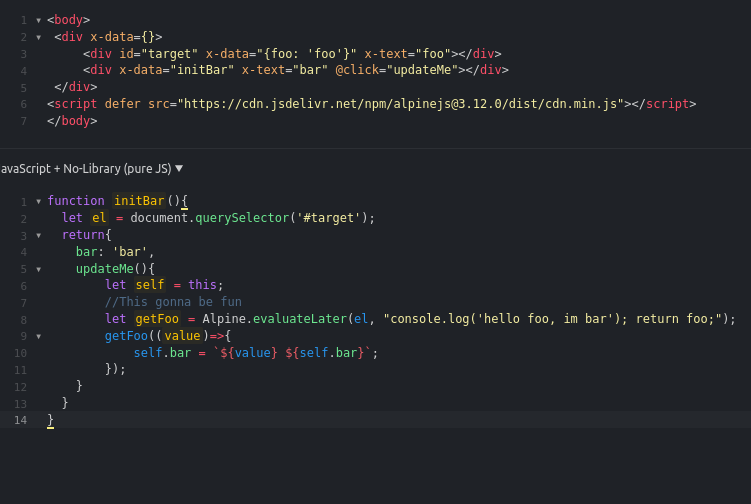 1 ▾ <body>
2 ▾  <div x-data={}>
3      <div id="target" x-data="{foo: 'foo'}" x-text="foo"></div>
4      <div x-data="initBar" x-text="bar" @click="updateMe"></div>
5  </div>
6 <script defer src="https://cdn.jsdelivr.net/npm/alpinejs@3.12.0/dist/cdn.min.js"></script>
7 </body>
avaScript + No-Library (pure JS) ▼
1 ▾ function initBar(){
2   let el = document.querySelector('#target');
3 ▾   return{
4     bar: 'bar',
5 ▾     updateMe(){
6         let self = this;
7         //This gonna be fun
8         let getFoo = Alpine.evaluateLater(el, "console.log('hello foo, im bar'); return foo;");
9 ▾         getFoo((value)=>{
10             self.bar = `${value} ${self.bar}`;
11         });
12     }
13   }
14 }